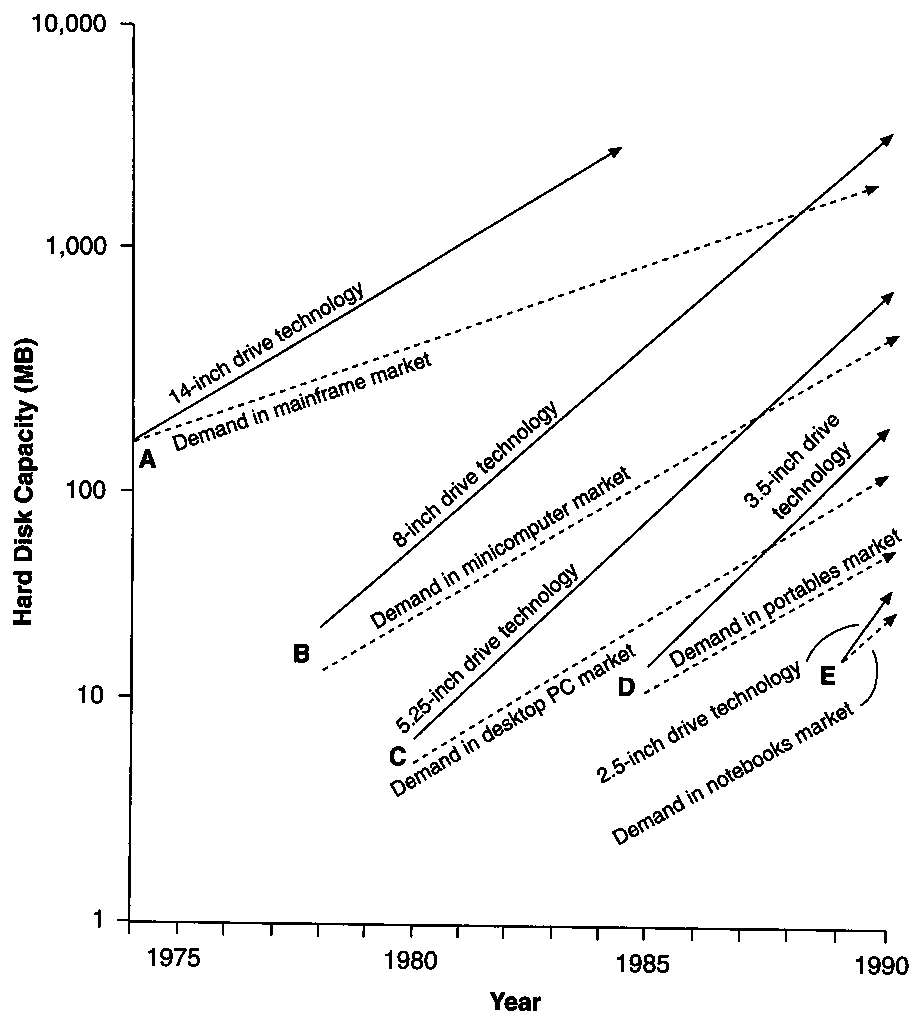 10,000
1,000
100
10
1
Hard Disk Capacity (MB)
14-inch drive technology
Demand in mainframe market
A
8-inch drive technology
Demand in minicomputer market
B
5.25-inch drive technology
Demand in desktop PC market
C
3.5-inch drive
technology
Demand in portables market
D
2.5-inch drive technology
E
Demand in notebooks market
1975
1980
1985
1990
Year